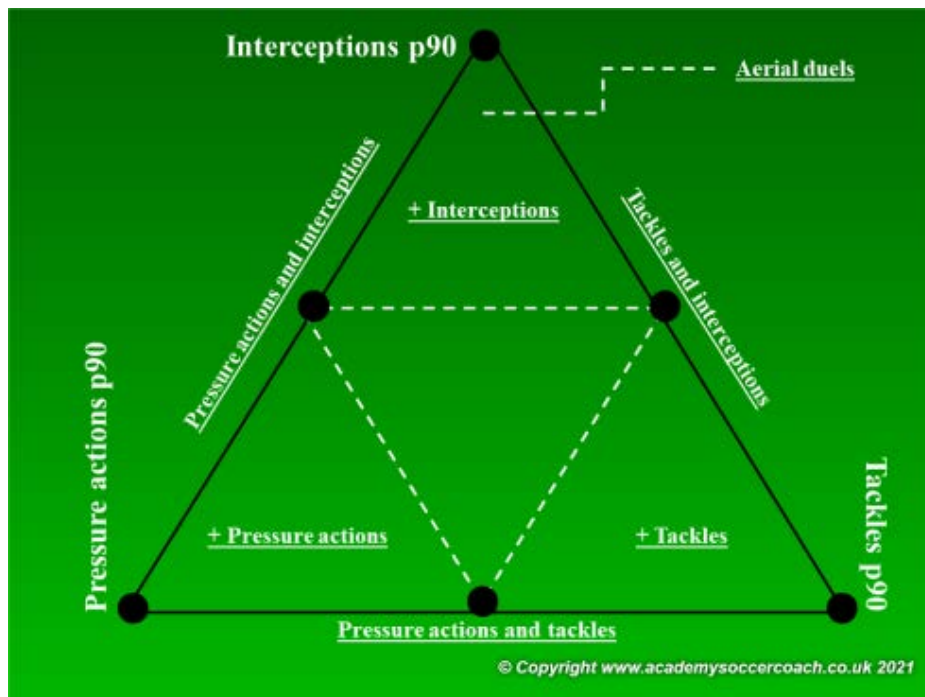 Interceptions p90
Aerial duels
Pressure actions and interceptions
+ Interceptions
Tackles and interceptions
Pressure actions p90
Tackles p90
+ Pressure actions
+ Tackles
Pressure actions and tackles
© Copyright www.academysoccercoach.co.uk 2021